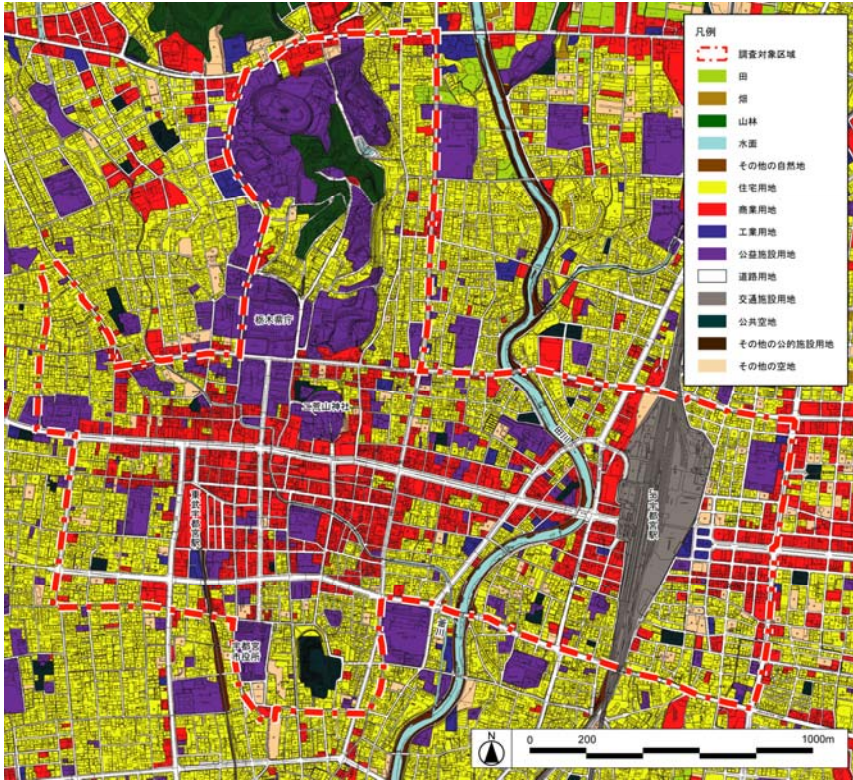 凡例
調査対象区域
田
畑
山林
水面
その他の自然地
住宅用地
商業用地
工業用地
公益施設用地
道路用地
交通施設用地
公共空地
その他の公的施設用地
その他の空地
栃木県庁
二荒山神社
田川
東武宇都宮駅
JR宇都宮駅
釜川
宇都宮
市役所
N
0 200 1000m